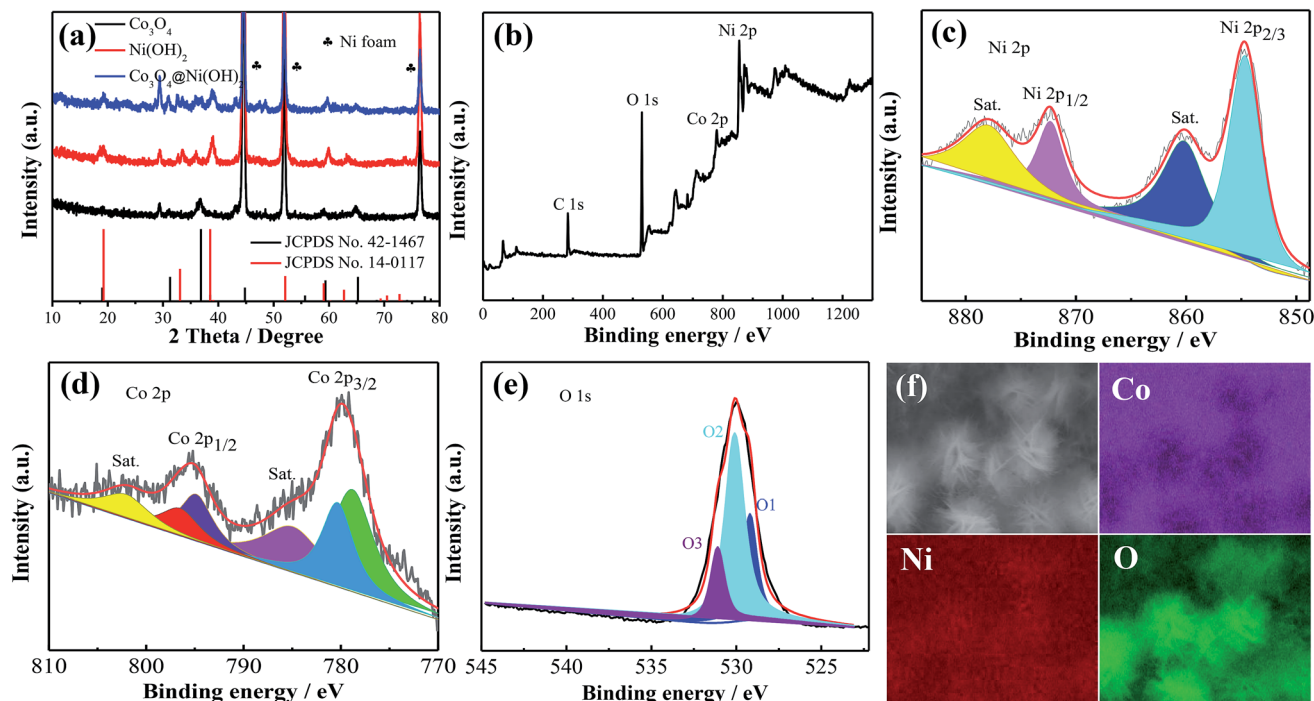 (a)
Co₃O₄
Ni(OH)₂
Co₃O₄@Ni(OH)₂
♣ Ni foam
♣ ♣ ♣
JCPDS No. 42-1467
JCPDS No. 14-0117
Intensity (a.u.)
10 20 30 40 50 60 70 80
2 Theta / Degree
(b)
Ni 2p
O 1s
Co 2p
C 1s
Intensity (a.u.)
0 200 400 600 800 1000 1200
Binding energy / eV
(c)
Ni 2p
Ni 2p₂/₃
Ni 2p₁/₂
Sat.
Sat.
Intensity (a.u.)
880 870 860 850
Binding energy / eV
(d)
Co 2p
Co 2p₃/₂
Co 2p₁/₂
Sat.
Sat.
Intensity (a.u.)
810 800 790 780 770
Binding energy / eV
(e)
O 1s
O2
O1
O3
Intensity (a.u.)
545 540 535 530 525
Binding energy / eV
(f)
Co
Ni
O